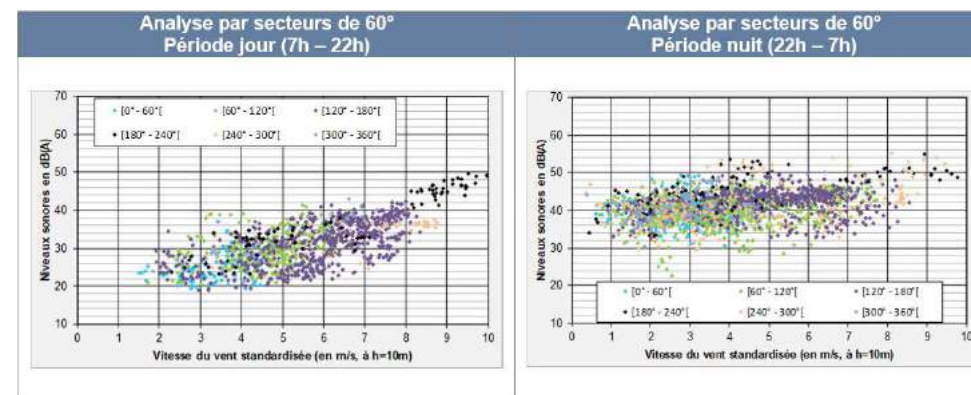 Analyse par secteurs de 60°
Période jour (7h – 22h)
Analyse par secteurs de 60°
Période nuit (22h – 7h)
70
60
50
40
30
20
10
Niveaux sonores en dB(A)
[0° - 60°[
[60° - 120°[
[120° - 180°[
[180° - 240°[
[240° - 300°[
[300° - 360°[
0 1 2 3 4 5 6 7 8 9 10
Vitesse du vent standardisée (en m/s, à h=10m)
70
60
50
40
30
20
10
Niveaux sonores en dB(A)
[0° - 60°[
[60° - 120°[
[120° - 180°[
[180° - 240°[
[240° - 300°[
[300° - 360°[
0 1 2 3 4 5 6 7 8 9 10
Vitesse du vent standardisée (en m/s, à h=10m)